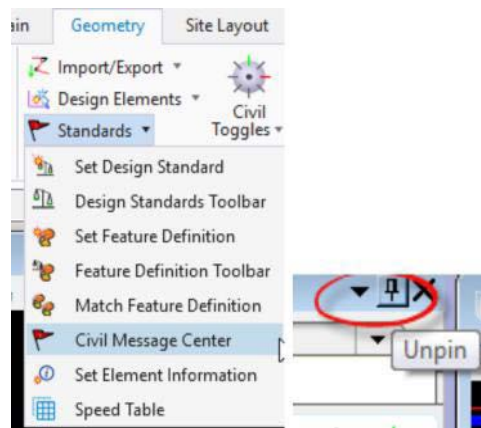 ain Geometry Site Layout
Import/Export
Design Elements
Civil
Standards Toggles
Set Design Standard
Design Standards Toolbar
Set Feature Definition
Feature Definition Toolbar
Match Feature Definition
Civil Message Center
Unpin
Set Element Information
Speed Table